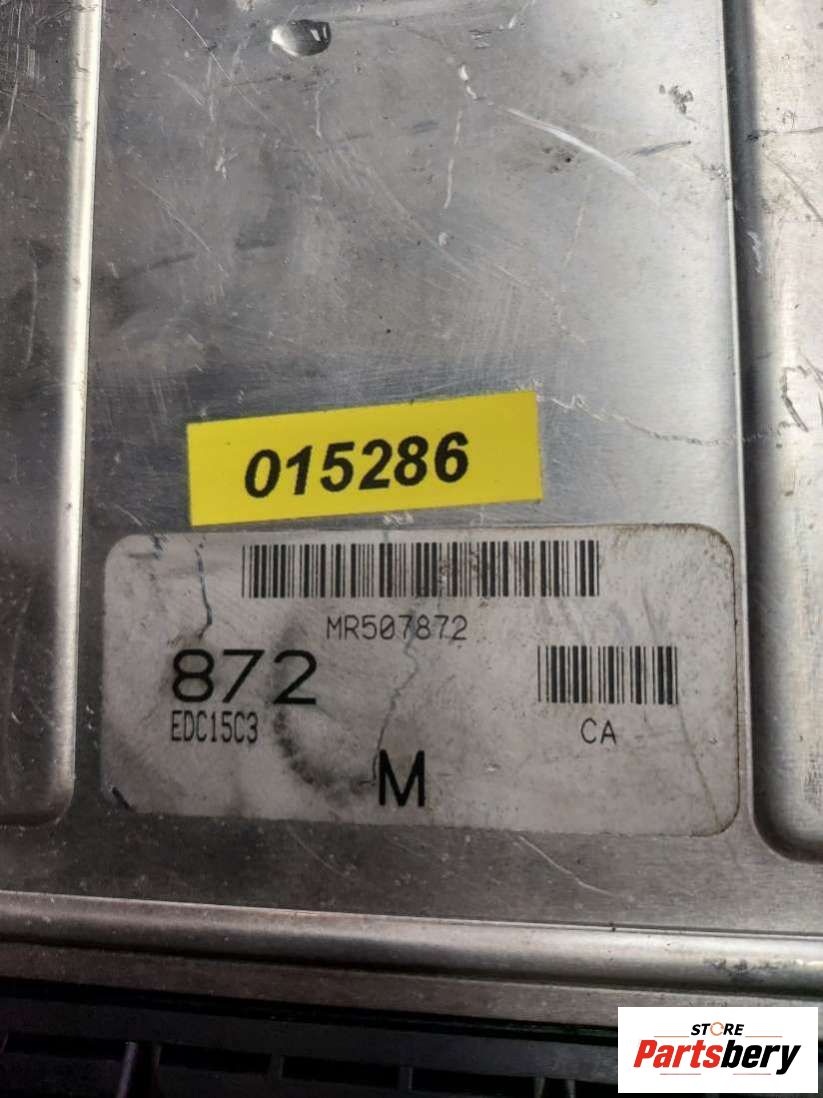 015286
MR507872
872
EDC15C3
CA
M
STORE
Partsbery